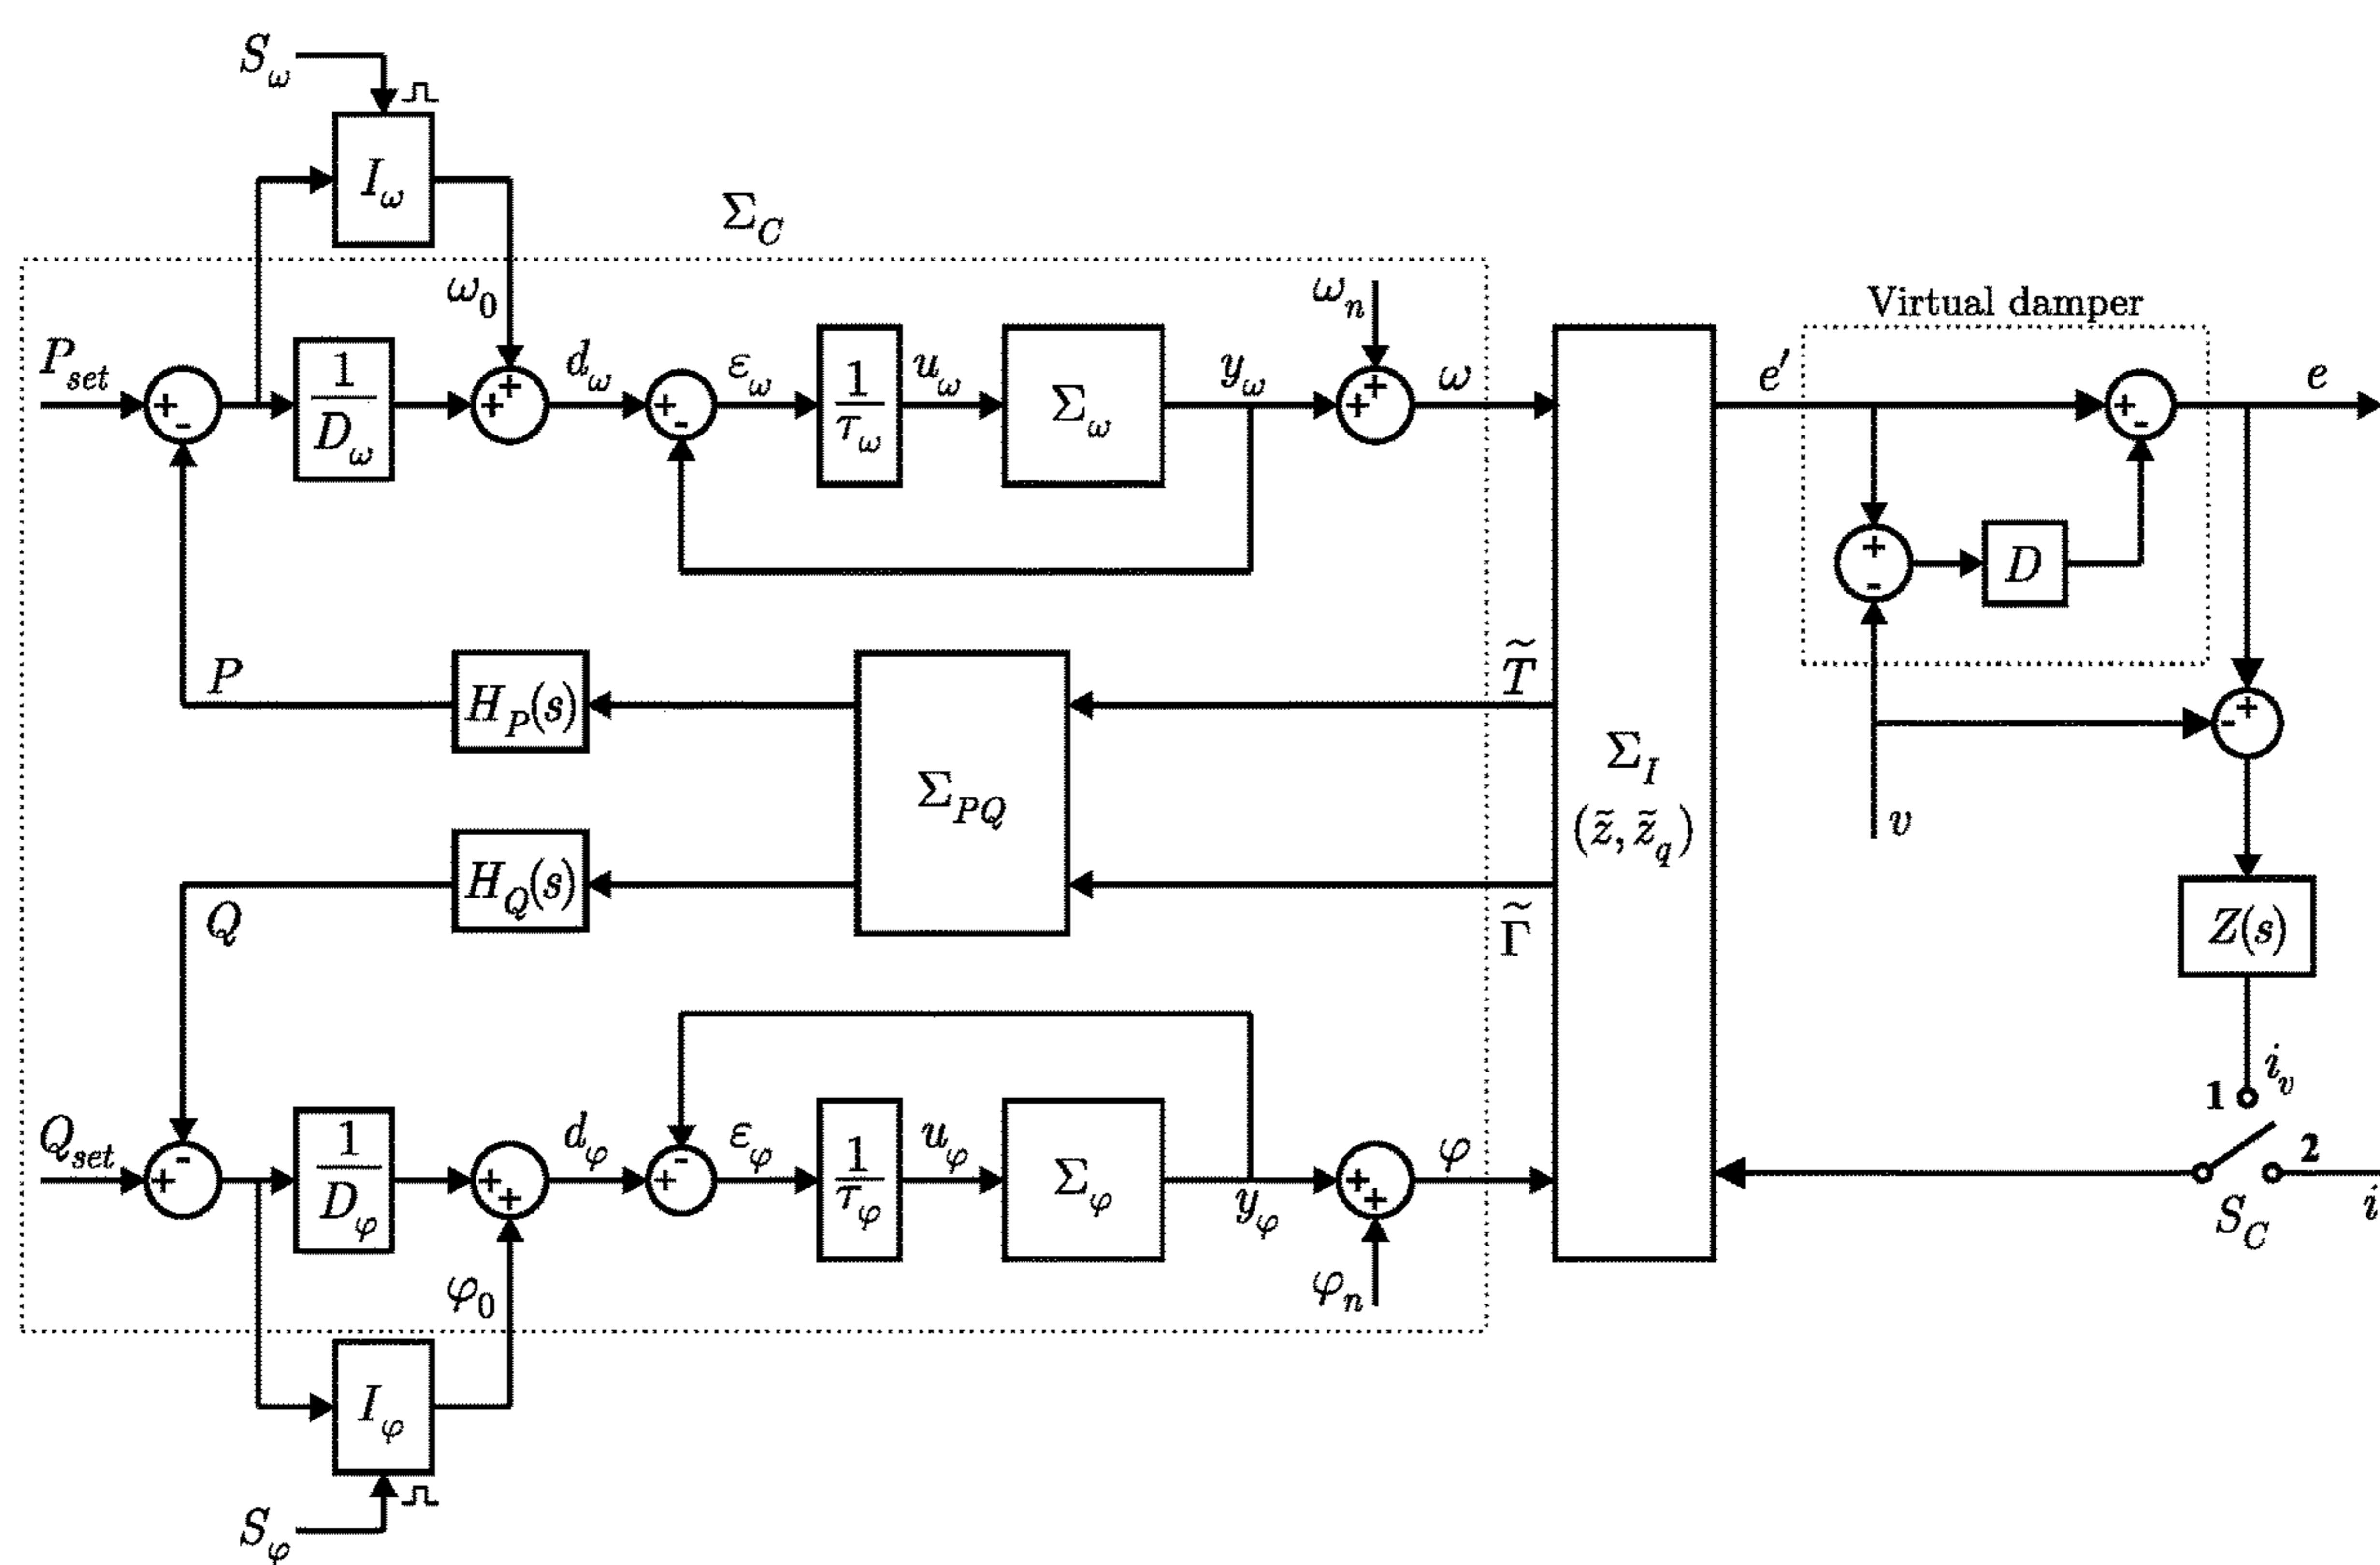 S_ω
I_ω
Σ_C
ω_0
ω_n
Virtual damper
P_set
+
-
1
D_ω
+
+
d_ω
+
-
ε_ω
1
τ_ω
u_ω
Σ_ω
y_ω
+
+
ω
e′
+
-
e
+
-
D
P
H_P(s)
T̃
+
-
Σ_PQ
Σ_I
(z̃, z̃_q)
v
Q
H_Q(s)
Γ̃
Z(s)
1
i_v
Q_set
-
+
1
D_φ
+
+
d_φ
-
+
ε_φ
1
τ_φ
u_φ
Σ_φ
y_φ
+
+
φ
2
S_C
i
φ_0
φ_n
I_φ
S_φ